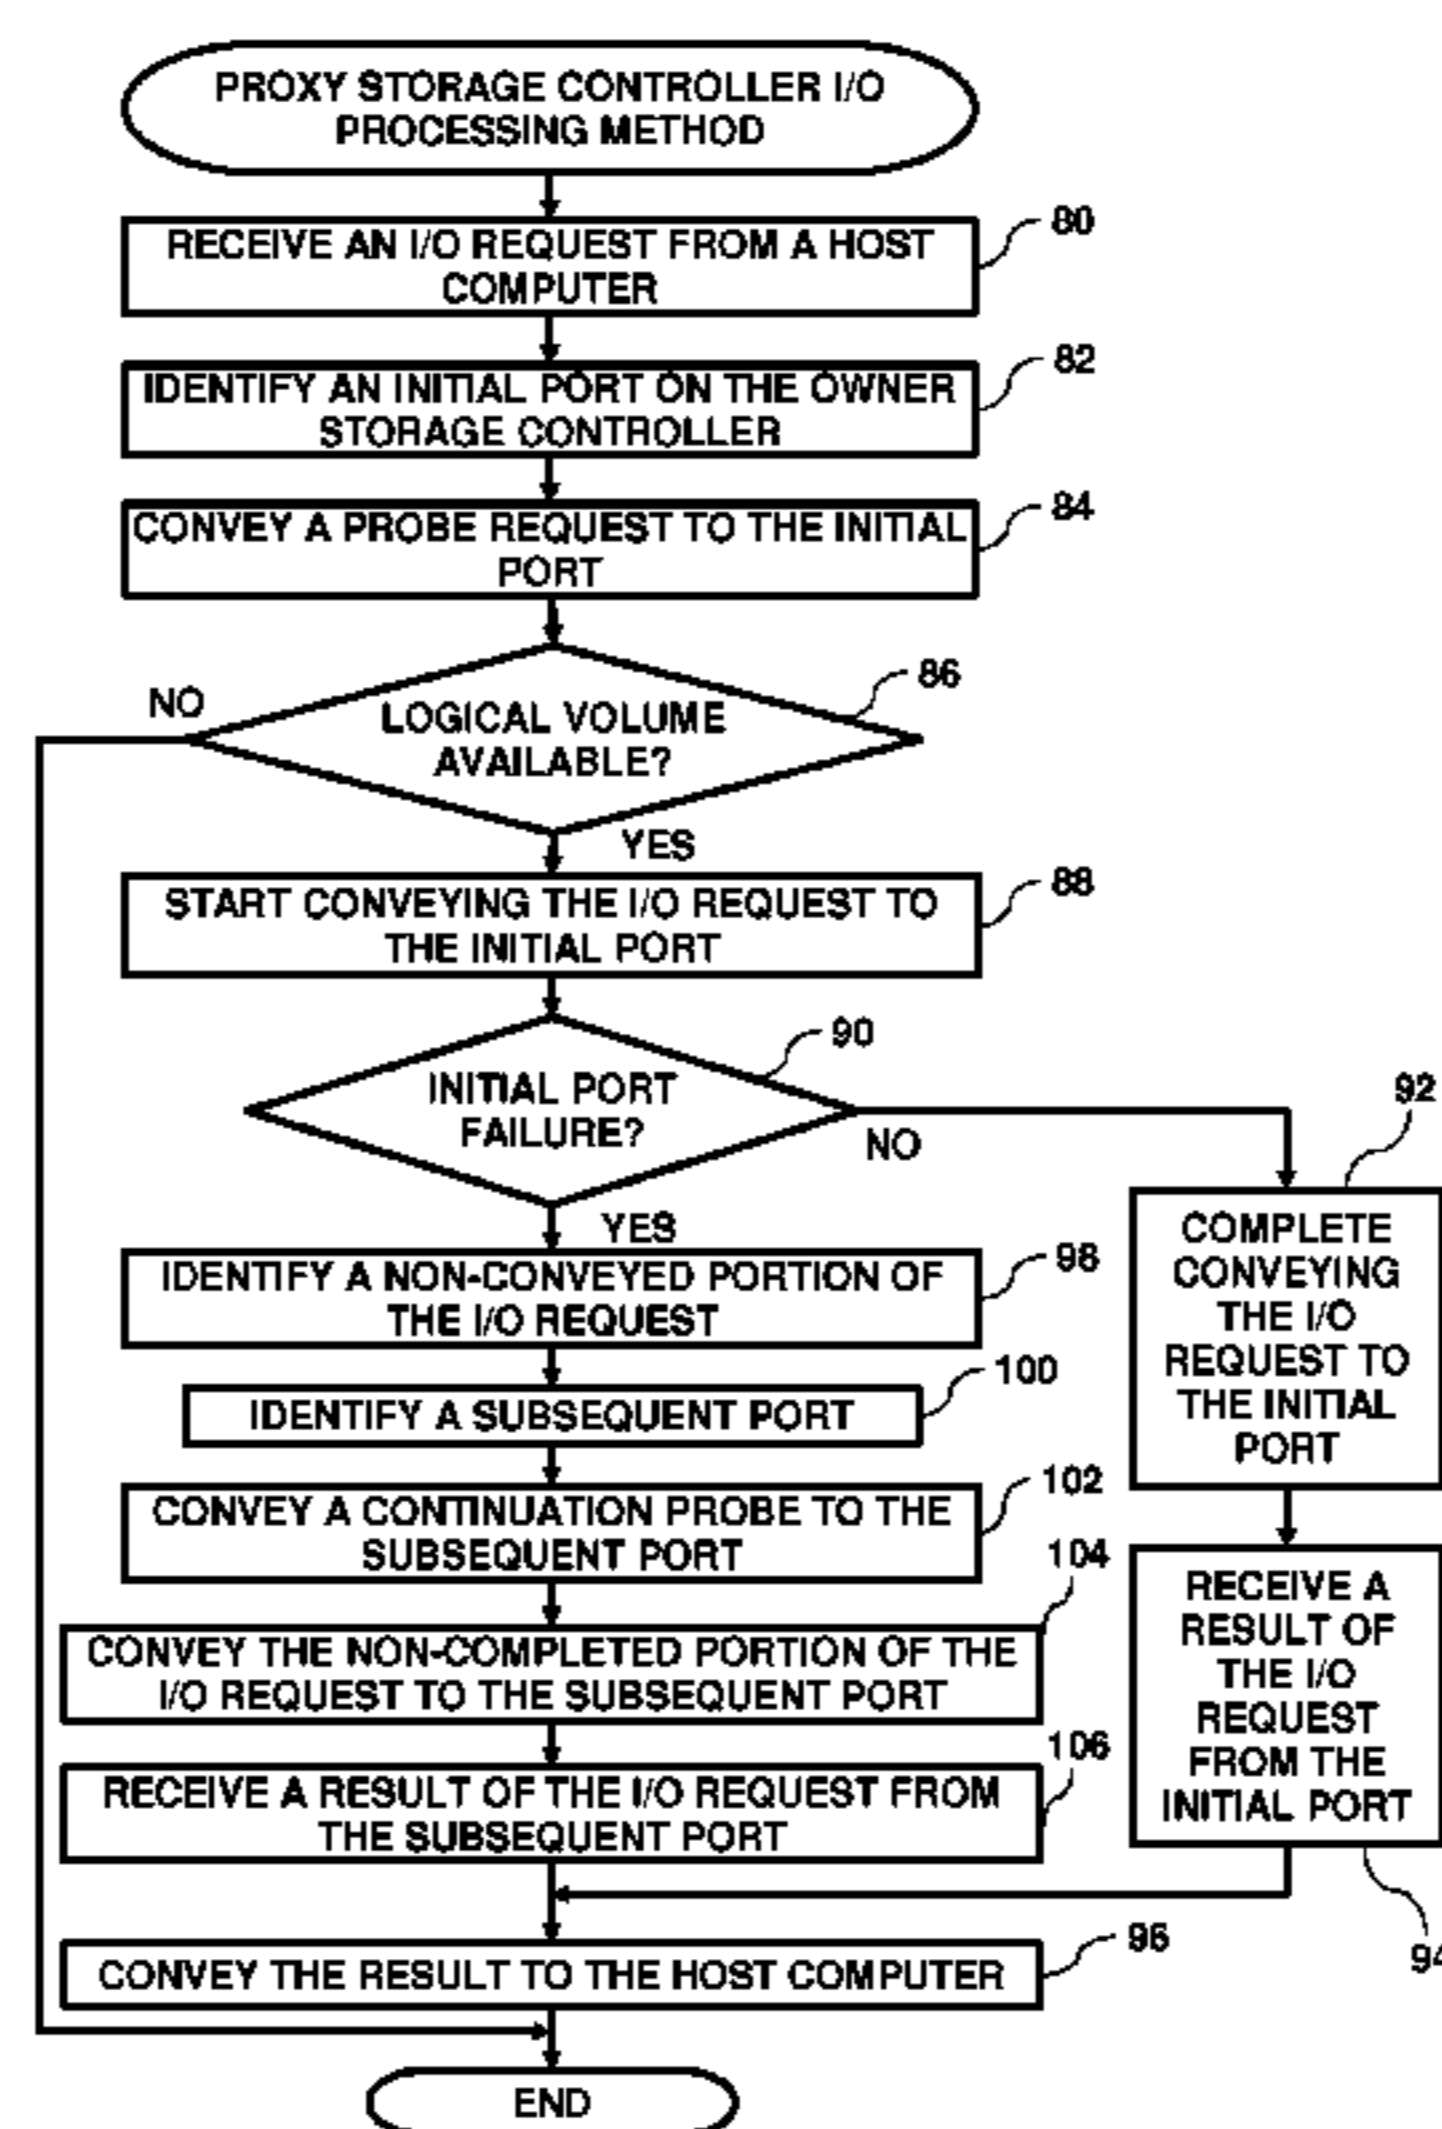 PROXY STORAGE CONTROLLER I/O
PROCESSING METHOD
RECEIVE AN I/O REQUEST FROM A HOST
COMPUTER
80
IDENTIFY AN INITIAL PORT ON THE OWNER
STORAGE CONTROLLER
82
CONVEY A PROBE REQUEST TO THE INITIAL
PORT
84
LOGICAL VOLUME
AVAILABLE?
86
NO
YES
START CONVEYING THE I/O REQUEST TO
THE INITIAL PORT
88
INITIAL PORT
FAILURE?
90
NO
YES
COMPLETE
CONVEYING
THE I/O
REQUEST TO
THE INITIAL
PORT
92
RECEIVE A
RESULT OF
THE I/O
REQUEST
FROM THE
INITIAL PORT
94
IDENTIFY A NON-CONVEYED PORTION OF
THE I/O REQUEST
98
IDENTIFY A SUBSEQUENT PORT
100
CONVEY A CONTINUATION PROBE TO THE
SUBSEQUENT PORT
102
CONVEY THE NON-COMPLETED PORTION OF THE
I/O REQUEST TO THE SUBSEQUENT PORT
104
RECEIVE A RESULT OF THE I/O REQUEST FROM
THE SUBSEQUENT PORT
106
CONVEY THE RESULT TO THE HOST COMPUTER
96
END